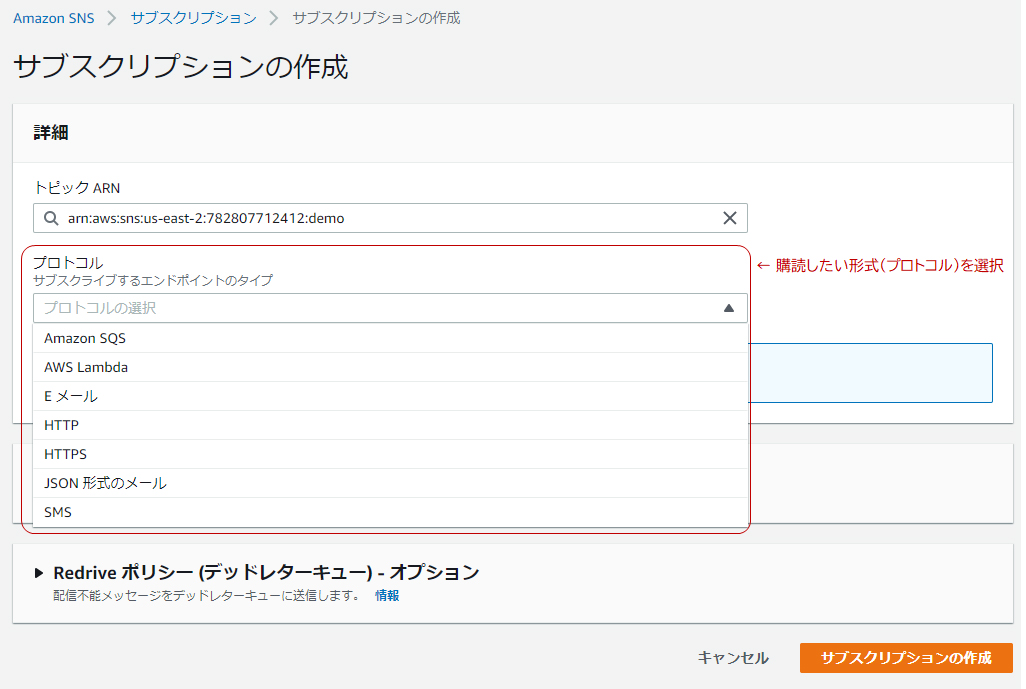 Amazon SNS > サブスクリプション > サブスクリプションの作成
サブスクリプションの作成
詳細
トピック ARN
arn:aws:sns:us-east-2:782807712412:demo
プロトコル
← 購読したい形式(プロトコル)を選択
サブスクライブするエンドポイントのタイプ
プロトコルの選択
Amazon SQS
AWS Lambda
E メール
HTTP
HTTPS
JSON 形式のメール
SMS
Redrive ポリシー (デッドレターキュー) - オプション
配信不能メッセージをデッドレターキューに送信します。 情報
キャンセル サブスクリプションの作成